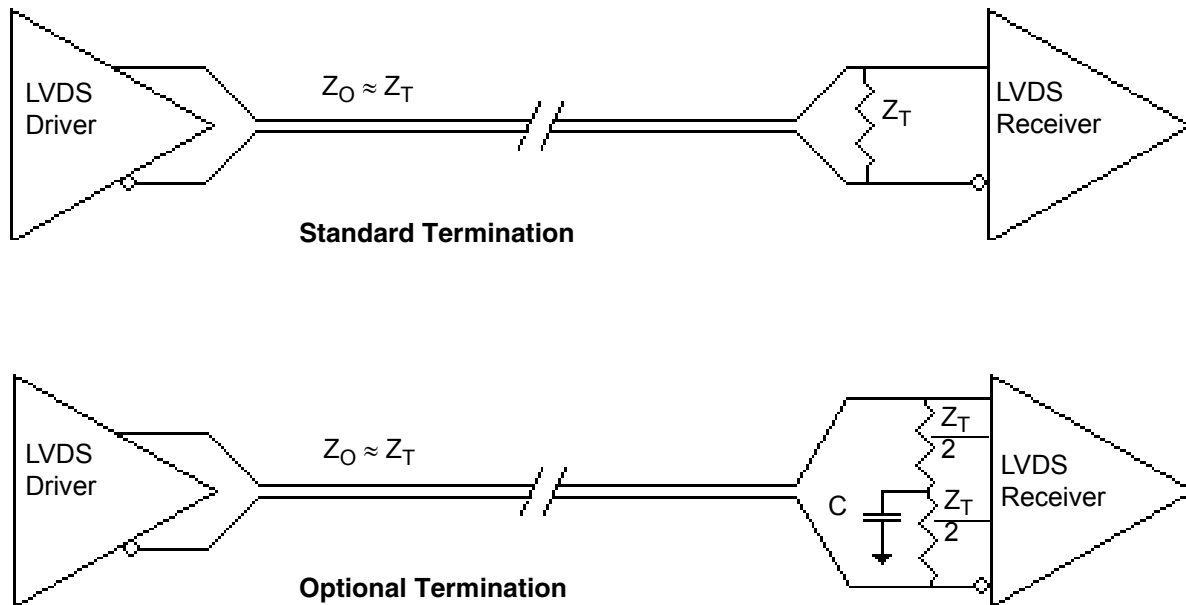 LVDS
Driver
Z_O ≈ Z_T
Z_T
LVDS
Receiver
Standard Termination
LVDS
Driver
Z_O ≈ Z_T
C
Z_T
2
Z_T
2
LVDS
Receiver
Optional Termination